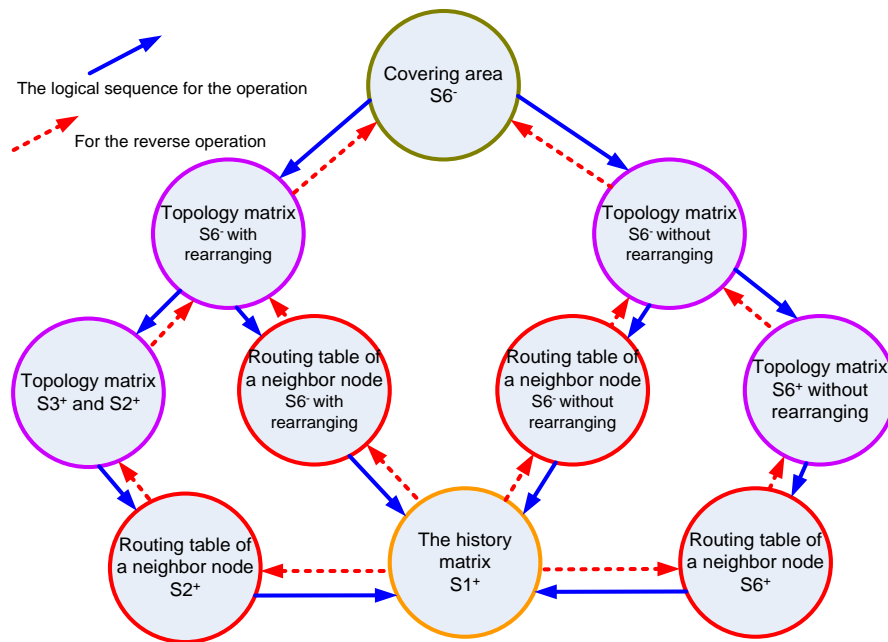 Covering area
S6⁻
The logical sequence for the operation
For the reverse operation
Topology matrix
S6⁻ with
rearranging
Topology matrix
S6⁻ without
rearranging
Topology matrix
S3⁺ and S2⁺
Routing table of
a neighbor node
S6⁻ with
rearranging
Routing table of
a neighbor node
S6⁻ without
rearranging
Topology matrix
S6⁺ without
rearranging
Routing table of
a neighbor node
S2⁺
The history
matrix
S1⁺
Routing table of
a neighbor node
S6⁺